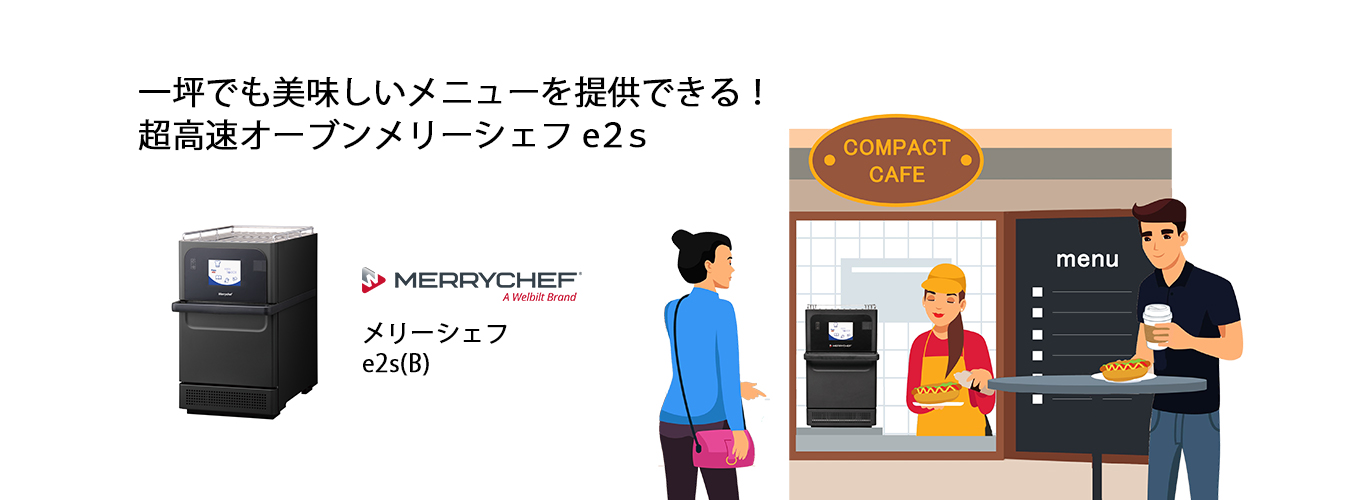 一坪でも美味しいメニューを提供できる！
超高速オーブンメリーシェフ e2s
COMPACT
CAFE
menu
MERRYCHEF
A Welbilt Brand
メリーシェフ
e2s(B)
Merrychef
MERRYCHEF